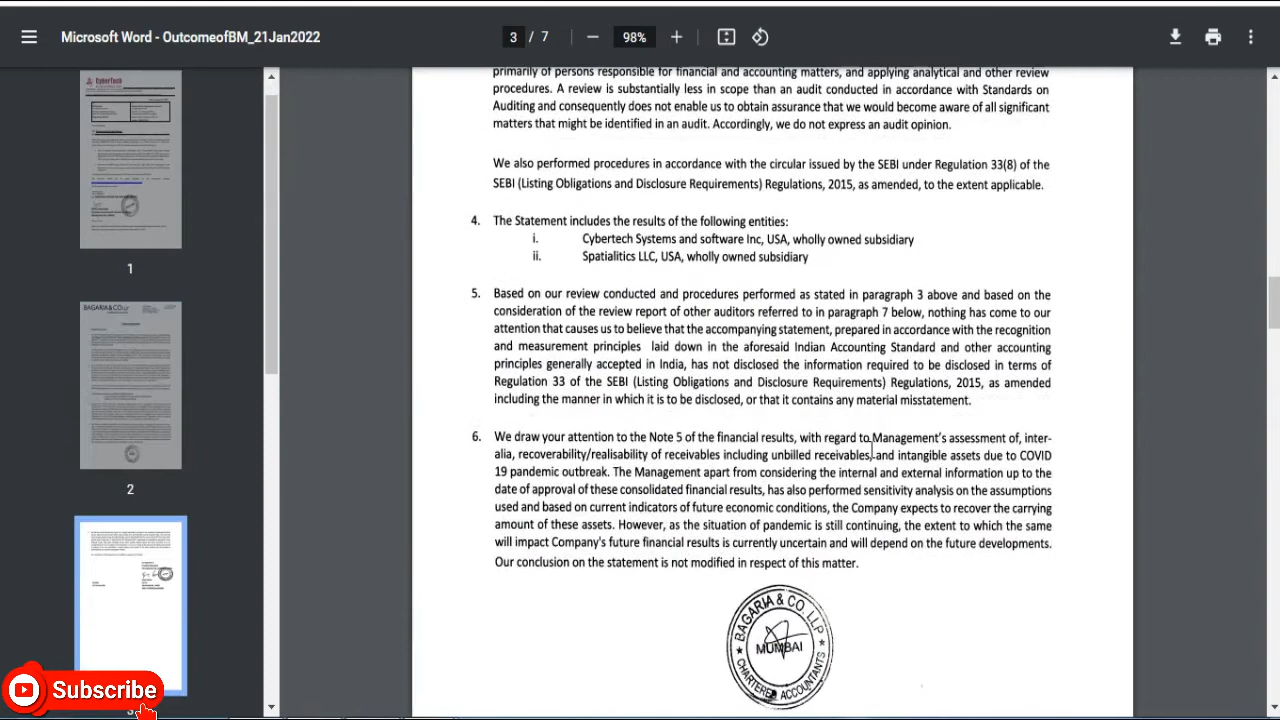 Microsoft Word - OutcomeofBM_21Jan2022
3 / 7
98%
CyberTech
1
BAGARIA & CO. LLP
2
primarily of persons responsible for financial and accounting matters, and applying analytical and other review
procedures. A review is substantially less in scope than an audit conducted in accordance with Standards on
Auditing and consequently does not enable us to obtain assurance that we would become aware of all significant
matters that might be identified in an audit. Accordingly, we do not express an audit opinion.
We also performed procedures in accordance with the circular issued by the SEBI under Regulation 33(8) of the
SEBI (Listing Obligations and Disclosure Requirements) Regulations, 2015, as amended, to the extent applicable.
4. The Statement includes the results of the following entities:
i. Cybertech Systems and software Inc, USA, wholly owned subsidiary
ii. Spatialitics LLC, USA, wholly owned subsidiary
5. Based on our review conducted and procedures performed as stated in paragraph 3 above and based on the
consideration of the review report of other auditors referred to in paragraph 7 below, nothing has come to our
attention that causes us to believe that the accompanying statement, prepared in accordance with the recognition
and measurement principles laid down in the aforesaid Indian Accounting Standard and other accounting
principles generally accepted in India, has not disclosed the information required to be disclosed in terms of
Regulation 33 of the SEBI (Listing Obligations and Disclosure Requirements) Regulations, 2015, as amended
including the manner in which it is to be disclosed, or that it contains any material misstatement.
6. We draw your attention to the Note 5 of the financial results, with regard to Management's assessment of, inter-
alia, recoverability/realisability of receivables including unbilled receivables, and intangible assets due to COVID
19 pandemic outbreak. The Management apart from considering the internal and external information up to the
date of approval of these consolidated financial results, has also performed sensitivity analysis on the assumptions
used and based on current indicators of future economic conditions, the Company expects to recover the carrying
amount of these assets. However, as the situation of pandemic is still continuing, the extent to which the same
will impact Company's future financial results is currently uncertain and will depend on the future developments.
Our conclusion on the statement is not modified in respect of this matter.
BAGARIA & CO. LLP
MUMBAI
CHARTERED ACCOUNTANTS
Subscribe